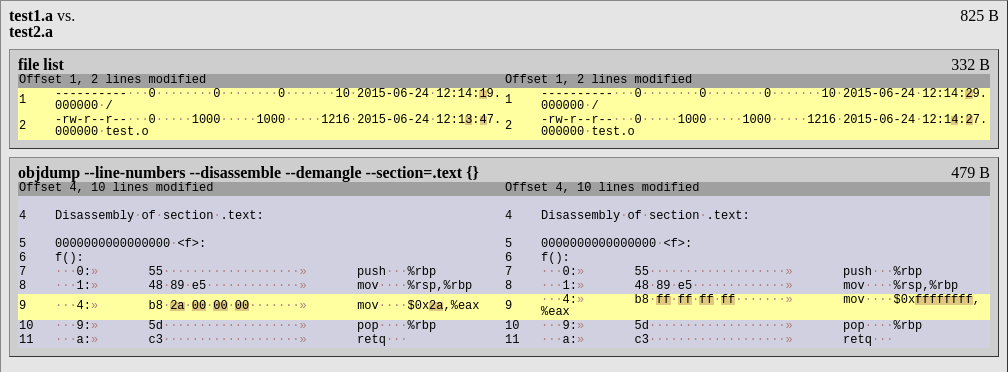 test1.a vs. 825 B
test2.a
file list 332 B
Offset 1, 2 lines modified Offset 1, 2 lines modified
1 ----------···0········0········0·······10·2015-06-24·12:14:19. 1 ----------···0········0········0·······10·2015-06-24·12:14:29.
000000·/ 000000·/
2 -rw-r--r--···0·····1000·····1000·····1216·2015-06-24·12:13:47. 2 -rw-r--r--···0·····1000·····1000·····1216·2015-06-24·12:14:27.
000000·test.o 000000·test.o
objdump --line-numbers --disassemble --demangle --section=.text {} 479 B
Offset 4, 10 lines modified Offset 4, 10 lines modified
4 Disassembly·of·section·.text: 4 Disassembly·of·section·.text:
5 0000000000000000·<f>: 5 0000000000000000·<f>:
6 f(): 6 f():
7 ···0:» 55···················» push···%rbp 7 ···0:» 55···················» push···%rbp
8 ···1:» 48·89·e5·············» mov····%rsp,%rbp 8 ···1:» 48·89·e5·············» mov····%rsp,%rbp
9 ···4:» b8·2a·00·00·00·······» mov····$0x2a,%eax 9 ···4:» b8·ff·ff·ff·ff·······» mov····$0xffffffff,
%eax
10 ···9:» 5d···················» pop····%rbp 10 ···9:» 5d···················» pop····%rbp
11 ···a:» c3···················» retq··· 11 ···a:» c3···················» retq···